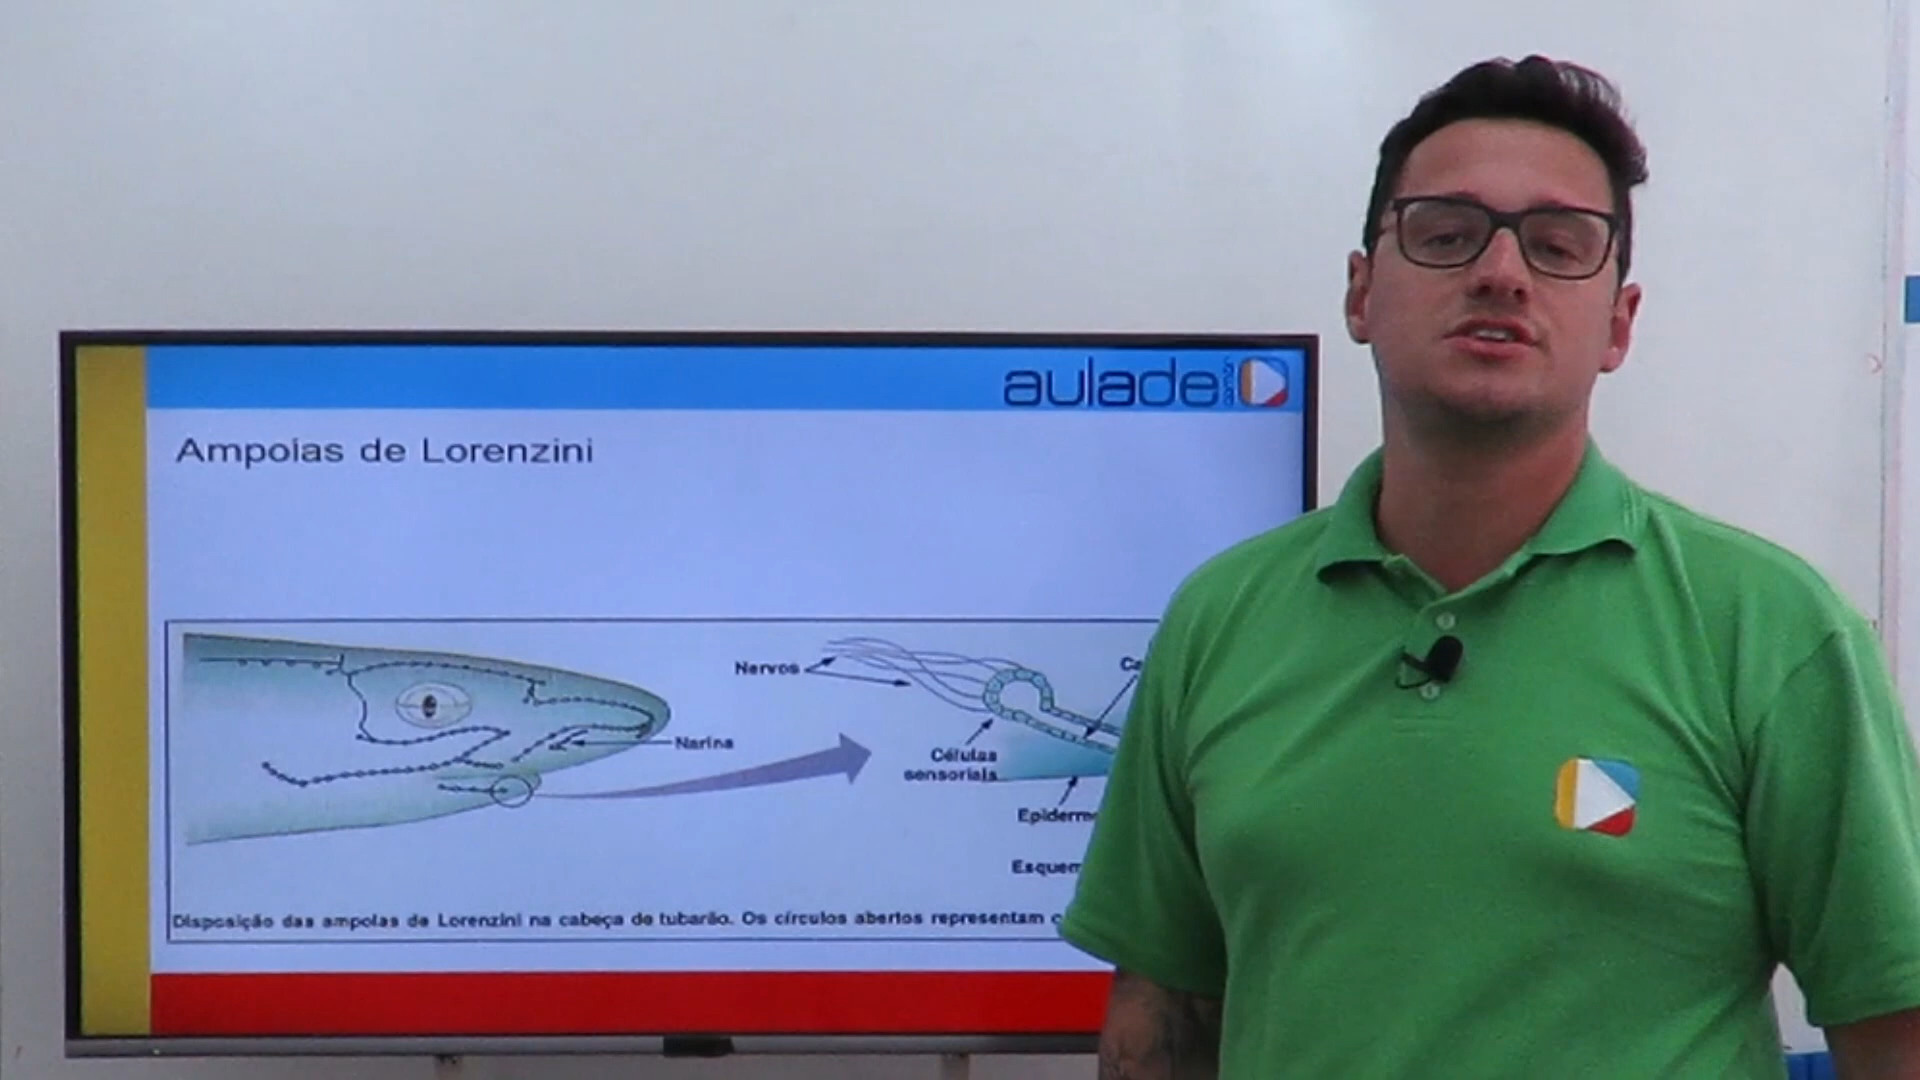 aulade
Ampolas de Lorenzini
Nervos
Narina
Células
sensoriais
Disposição das ampolas de Lorenzini na cabeça de tubarão. Os círculos abertos representam